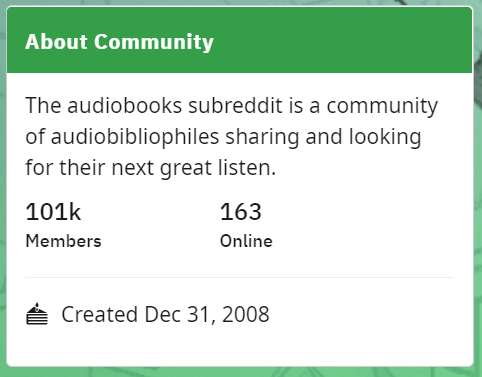 About Community
The audiobooks subreddit is a community
of audiobibliophiles sharing and looking
for their next great listen.
101k 163
Members Online
Created Dec 31, 2008